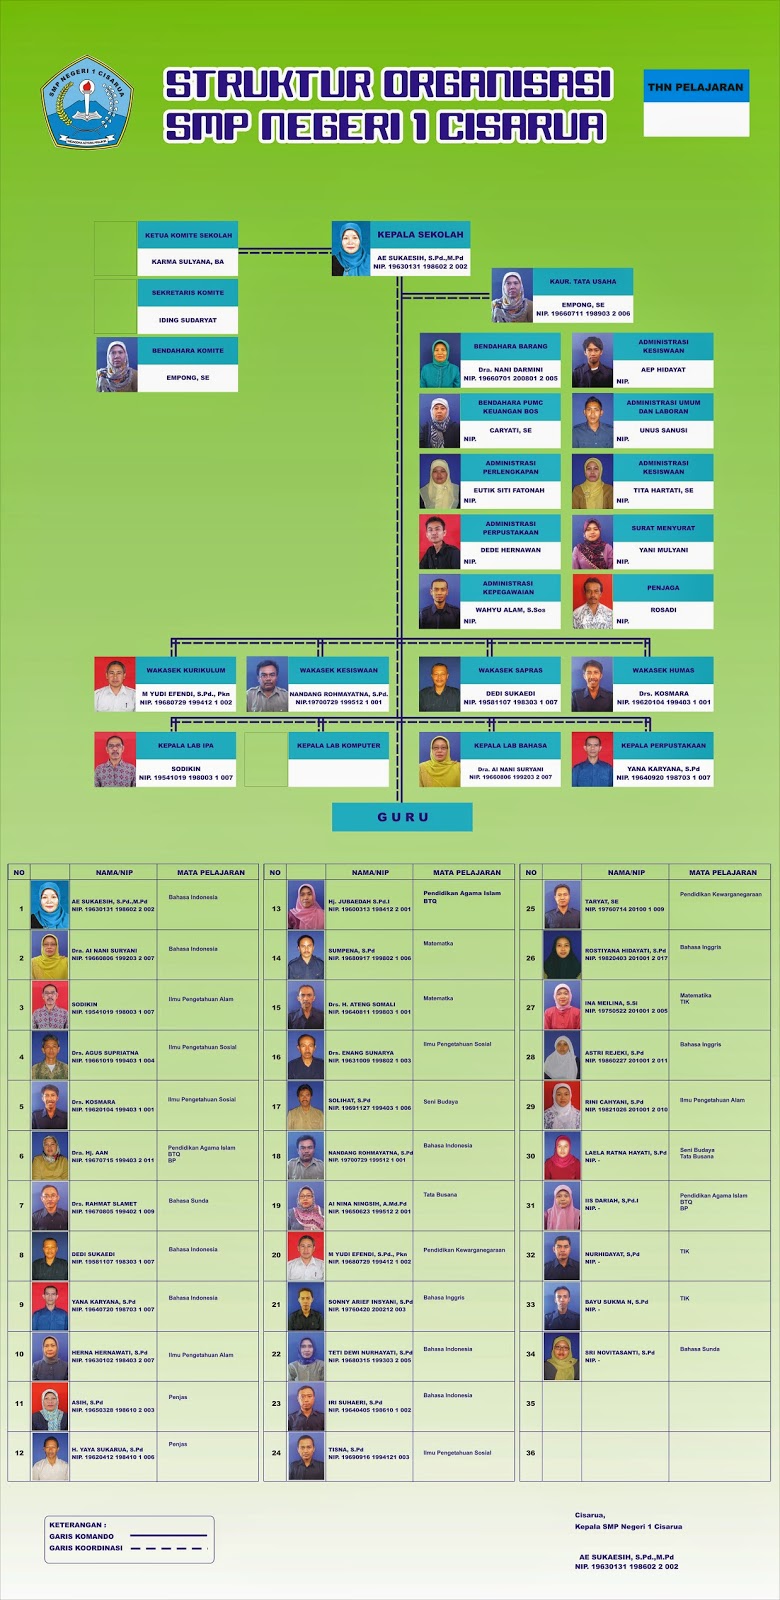 SMP NEGERI 1 CISARUA
STRUKTUR ORGANISASI
SMP NEGERI 1 CISARUA
THN PELAJARAN
KETUA KOMITE SEKOLAH
KARMA SULYANA, BA
KEPALA SEKOLAH
AE SUKAESIH, S.Pd.,M.Pd
NIP. 19630131 198602 2 002
SEKRETARIS KOMITE
IDING SUDARYAT
KAUR. TATA USAHA
EMPONG, SE
NIP. 19660711 198903 2 006
BENDAHARA KOMITE
EMPONG, SE
BENDAHARA BARANG
Dra. NANI DARMINI
NIP. 19660701 200801 2 005
ADMINISTRASI
KESISWAAN
AEP HIDAYAT
NIP.
BENDAHARA PUMC
KEUANGAN BOS
CARYATI, SE
NIP.
ADMINISTRASI UMUM
DAN LABORAN
UNUS SANUSI
NIP.
ADMINISTRASI
PERLENGKAPAN
EUTIK SITI FATONAH
NIP.
ADMINISTRASI
KESISWAAN
TITA HARTATI, SE
NIP.
ADMINISTRASI
PERPUSTAKAAN
DEDE HERNAWAN
NIP.
SURAT MENYURAT
YANI MULYANI
NIP.
ADMINISTRASI
KEPEGAWAIAN
WAHYU ALAM, S.Sos
NIP.
PENJAGA
ROSADI
NIP.
WAKASEK KURIKULUM
M YUDI EFENDI, S.Pd., Pkn
NIP. 19680729 199412 1 002
WAKASEK KESISWAAN
NANDANG ROHMAYATNA, S.Pd.
NIP.19700729 199512 1 001
WAKASEK SAPRAS
DEDI SUKAEDI
NIP. 19581107 198303 1 007
WAKASEK HUMAS
Drs. KOSMARA
NIP. 19620104 199403 1 001
KEPALA LAB IPA
SODIKIN
NIP. 19541019 198003 1 007
KEPALA LAB KOMPUTER
KEPALA LAB BAHASA
Dra. AI NANI SURYANI
NIP. 19660806 199203 2 007
KEPALA PERPUSTAKAAN
YANA KARYANA, S.Pd
NIP. 19640920 198703 1 007
G U R U
NO NAMA/NIP MATA PELAJARAN
1 AE SUKAESIH, S.Pd.,M.Pd Bahasa Indonesia
NIP. 19630131 198602 2 002
2 Dra. AI NANI SURYANI Bahasa Indonesia
NIP. 19660806 199203 2 007
3 SODIKIN Ilmu Pengetahuan Alam
NIP. 19541019 198003 1 007
4 Drs. AGUS SUPRIATNA Ilmu Pengetahuan Sosial
NIP. 19661019 199403 1 004
5 Drs. KOSMARA Ilmu Pengetahuan Sosial
NIP. 19620104 199403 1 001
6 Dra. Hj. AAN Pendidikan Agama Islam
NIP. 19670715 199403 2 011 BTQ
BP
7 Drs. RAHMAT SLAMET Bahasa Sunda
NIP. 19670805 199402 1 009
8 DEDI SUKAEDI Bahasa Indonesia
NIP. 19581107 198303 1 007
9 YANA KARYANA, S.Pd Bahasa Indonesia
NIP. 19640720 198703 1 007
10 HERNA HERNAWATI, S.Pd Ilmu Pengetahuan Alam
NIP. 19630102 198403 2 007
11 ASIH, S.Pd Penjas
NIP. 19650328 198610 2 003
12 H. YAYA SUKARUA, S.Pd Penjas
NIP. 19620412 198410 1 006
NO NAMA/NIP MATA PELAJARAN
13 Hj. JUBAEDAH S.Pd.I Pendidikan Agama Islam
NIP. 19600313 198412 2 001 BTQ
14 SUMPENA, S.Pd Matematka
NIP. 19680917 199802 1 006
15 Drs. H. ATENG SOMALI Matematka
NIP. 19640811 199803 1 001
16 Drs. ENANG SUNARYA Ilmu Pengetahuan Sosial
NIP. 19631009 199802 1 003
17 SOLIHAT, S.Pd Seni Budaya
NIP. 19691127 199403 1 006
18 NANDANG ROHMAYATNA, S.Pd Bahasa Indonesia
NIP. 19700729 199512 1 001
19 AI NINA NINGSIH, A.Md.Pd Tata Busana
NIP. 19650623 199512 2 001
20 M YUDI EFENDI, S.Pd., Pkn Pendidikan Kewarganegaraan
NIP. 19680729 199412 1 002
21 SONNY ARIEF INSYANI, S.Pd Bahasa Inggris
NIP. 19760420 200212 003
22 TETI DEWI NURHAYATI, S.Pd Bahasa Indonesia
NIP. 19680315 199303 2 005
23 IRI SUHAERI, S.Pd Bahasa Indonesia
NIP. 19640405 198610 1 002
24 TISNA, S.Pd Ilmu Pengetahuan Sosial
NIP. 19690916 1994121 003
NO NAMA/NIP MATA PELAJARAN
25 TARYAT, SE Pendidikan Kewarganegaraan
NIP. 19760714 20100 1 009
26 ROSTIYANA HIDAYATI, S.Pd Bahasa Inggris
NIP. 19820403 201001 2 017
27 INA MEILINA, S.Si Matematika
NIP. 19750522 201001 2 005 TIK
28 ASTRI REJEKI, S.Pd Bahasa Inggris
NIP. 19860227 201001 2 011
29 RINI CAHYANI, S.Pd Ilmu Pengetahuan Alam
NIP. 19821026 201001 2 010
30 LAELA RATNA HAYATI, S.Pd Seni Budaya
NIP. - Tata Busana
31 IIS DARIAH, S,Pd.I Pendidikan Agama Islam
NIP. - BTQ
BP
32 NURHIDAYAT, S,Pd TIK
NIP. -
33 BAYU SUKMA N, S.Pd TIK
NIP. -
34 SRI NOVITASANTI, S.Pd Bahasa Sunda
NIP. -
35
36
KETERANGAN :
GARIS KOMANDO
GARIS KOORDINASI
Cisarua,
Kepala SMP Negeri 1 Cisarua
AE SUKAESIH, S.Pd.,M.Pd
NIP. 19630131 198602 2 002